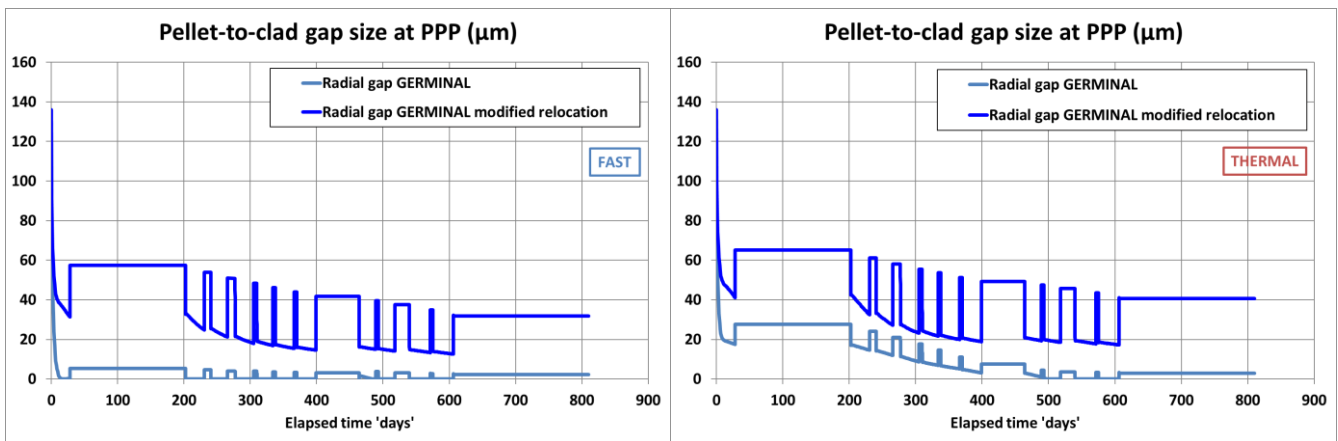 Pellet-to-clad gap size at PPP (µm)
160
140
120
100
80
60
40
20
0
Radial gap GERMINAL
Radial gap GERMINAL modified relocation
FAST
0 100 200 300 400 500 600 700 800 900
Elapsed time 'days'
Pellet-to-clad gap size at PPP (µm)
160
140
120
100
80
60
40
20
0
Radial gap GERMINAL
Radial gap GERMINAL modified relocation
THERMAL
0 100 200 300 400 500 600 700 800 900
Elapsed time 'days'